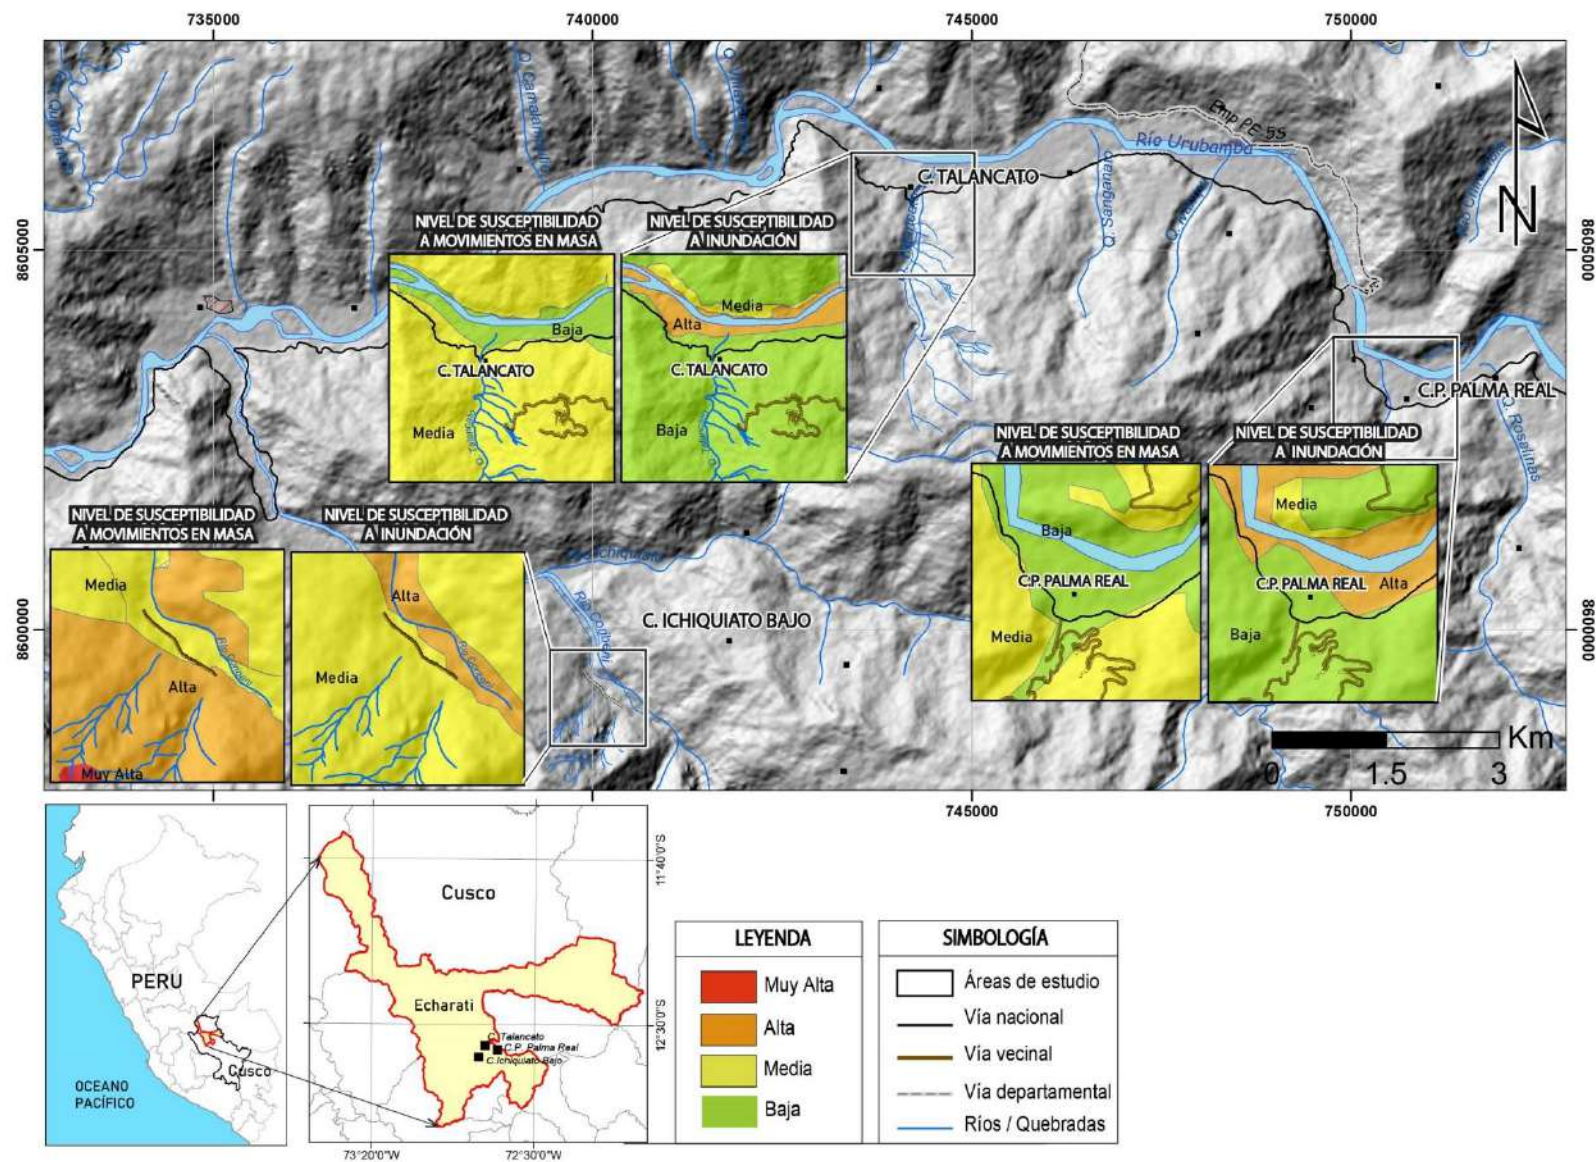 735000
740000
745000
750000
8605000
8600000
8605000
8600000
Q. Sanganato
Río Urubamba
Emp PE-5S
N
C. TALANCATO
NIVEL DE SUSCEPTIBILIDAD
A MOVIMIENTOS EN MASA
NIVEL DE SUSCEPTIBILIDAD
A INUNDACIÓN
Baja
C. TALANCATO
Media
Media
Alta
C. TALANCATO
Baja
C.P. PALMA REAL
Q. Rosalinas
NIVEL DE SUSCEPTIBILIDAD
A MOVIMIENTOS EN MASA
NIVEL DE SUSCEPTIBILIDAD
A INUNDACIÓN
Baja
C.P. PALMA REAL
Media
Media
C.P. PALMA REAL
Alta
Baja
NIVEL DE SUSCEPTIBILIDAD
A MOVIMIENTOS EN MASA
NIVEL DE SUSCEPTIBILIDAD
A INUNDACIÓN
Media
Alta
Muy Alta
Alta
Media
C. ICHIQUIATO BAJO
0
1.5
3
Km
735000
740000
745000
750000
PERU
Cusco
OCEANO
PACÍFICO
Cusco
Echarati
C. Talancato
C.P. Palma Real
C.Ichiquiato Bajo
11°40'0"S
12°30'0"S
73°20'0"W
72°30'0"W
LEYENDA
Muy Alta
Alta
Media
Baja
SIMBOLOGÍA
Áreas de estudio
Vía nacional
Vía vecinal
Vía departamental
Ríos / Quebradas